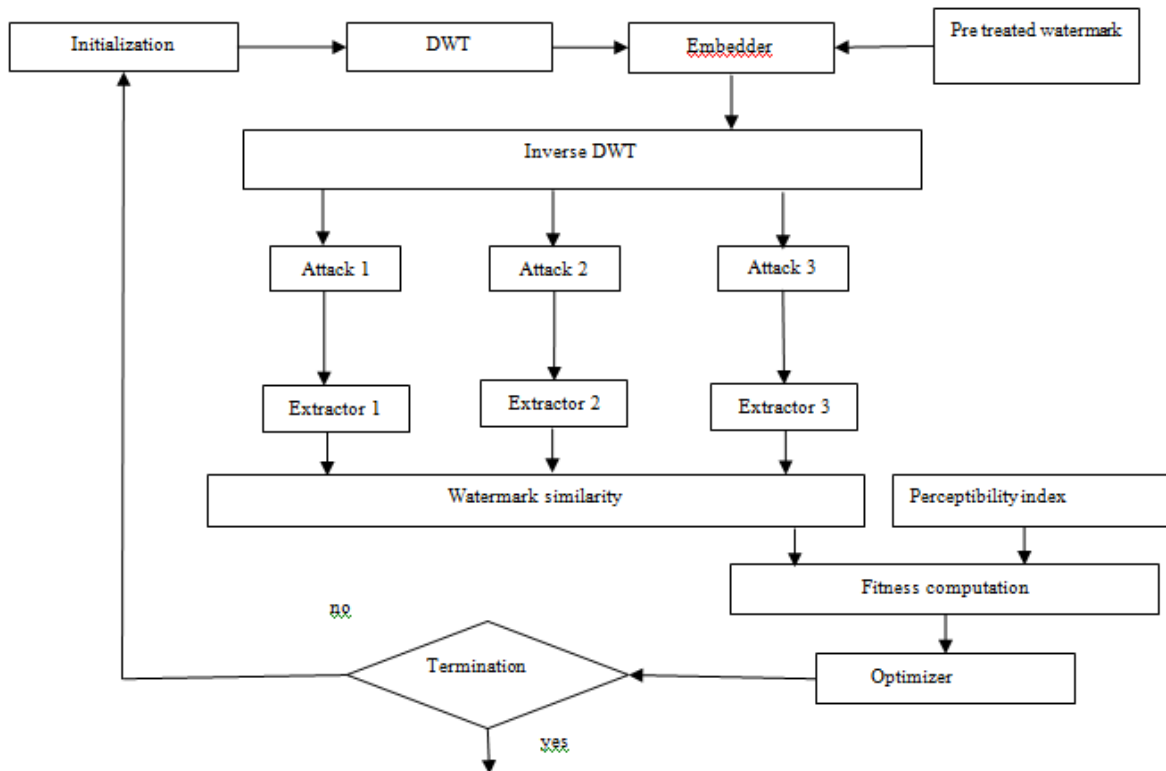 Initialization
DWT
Embedder
Pre treated watermark
Inverse DWT
Attack 1
Attack 2
Attack 3
Extractor 1
Extractor 2
Extractor 3
Watermark similarity
Perceptibility index
Fitness computation
no
Termination
Optimizer
yes